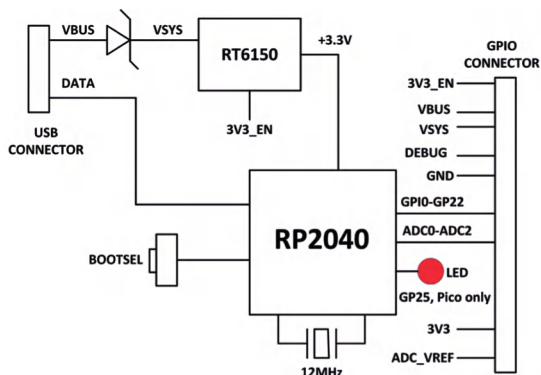 VBUS
VSYS
RT6150
+3.3V
GPIO
CONNECTOR
3V3_EN
DATA
VBUS
3V3_EN
VSYS
USB
CONNECTOR
DEBUG
GND
GPI0-GP22
RP2040
ADC0-ADC2
BOOTSEL
LED
GP25, Pico only
3V3
12MHz
ADC_VREF